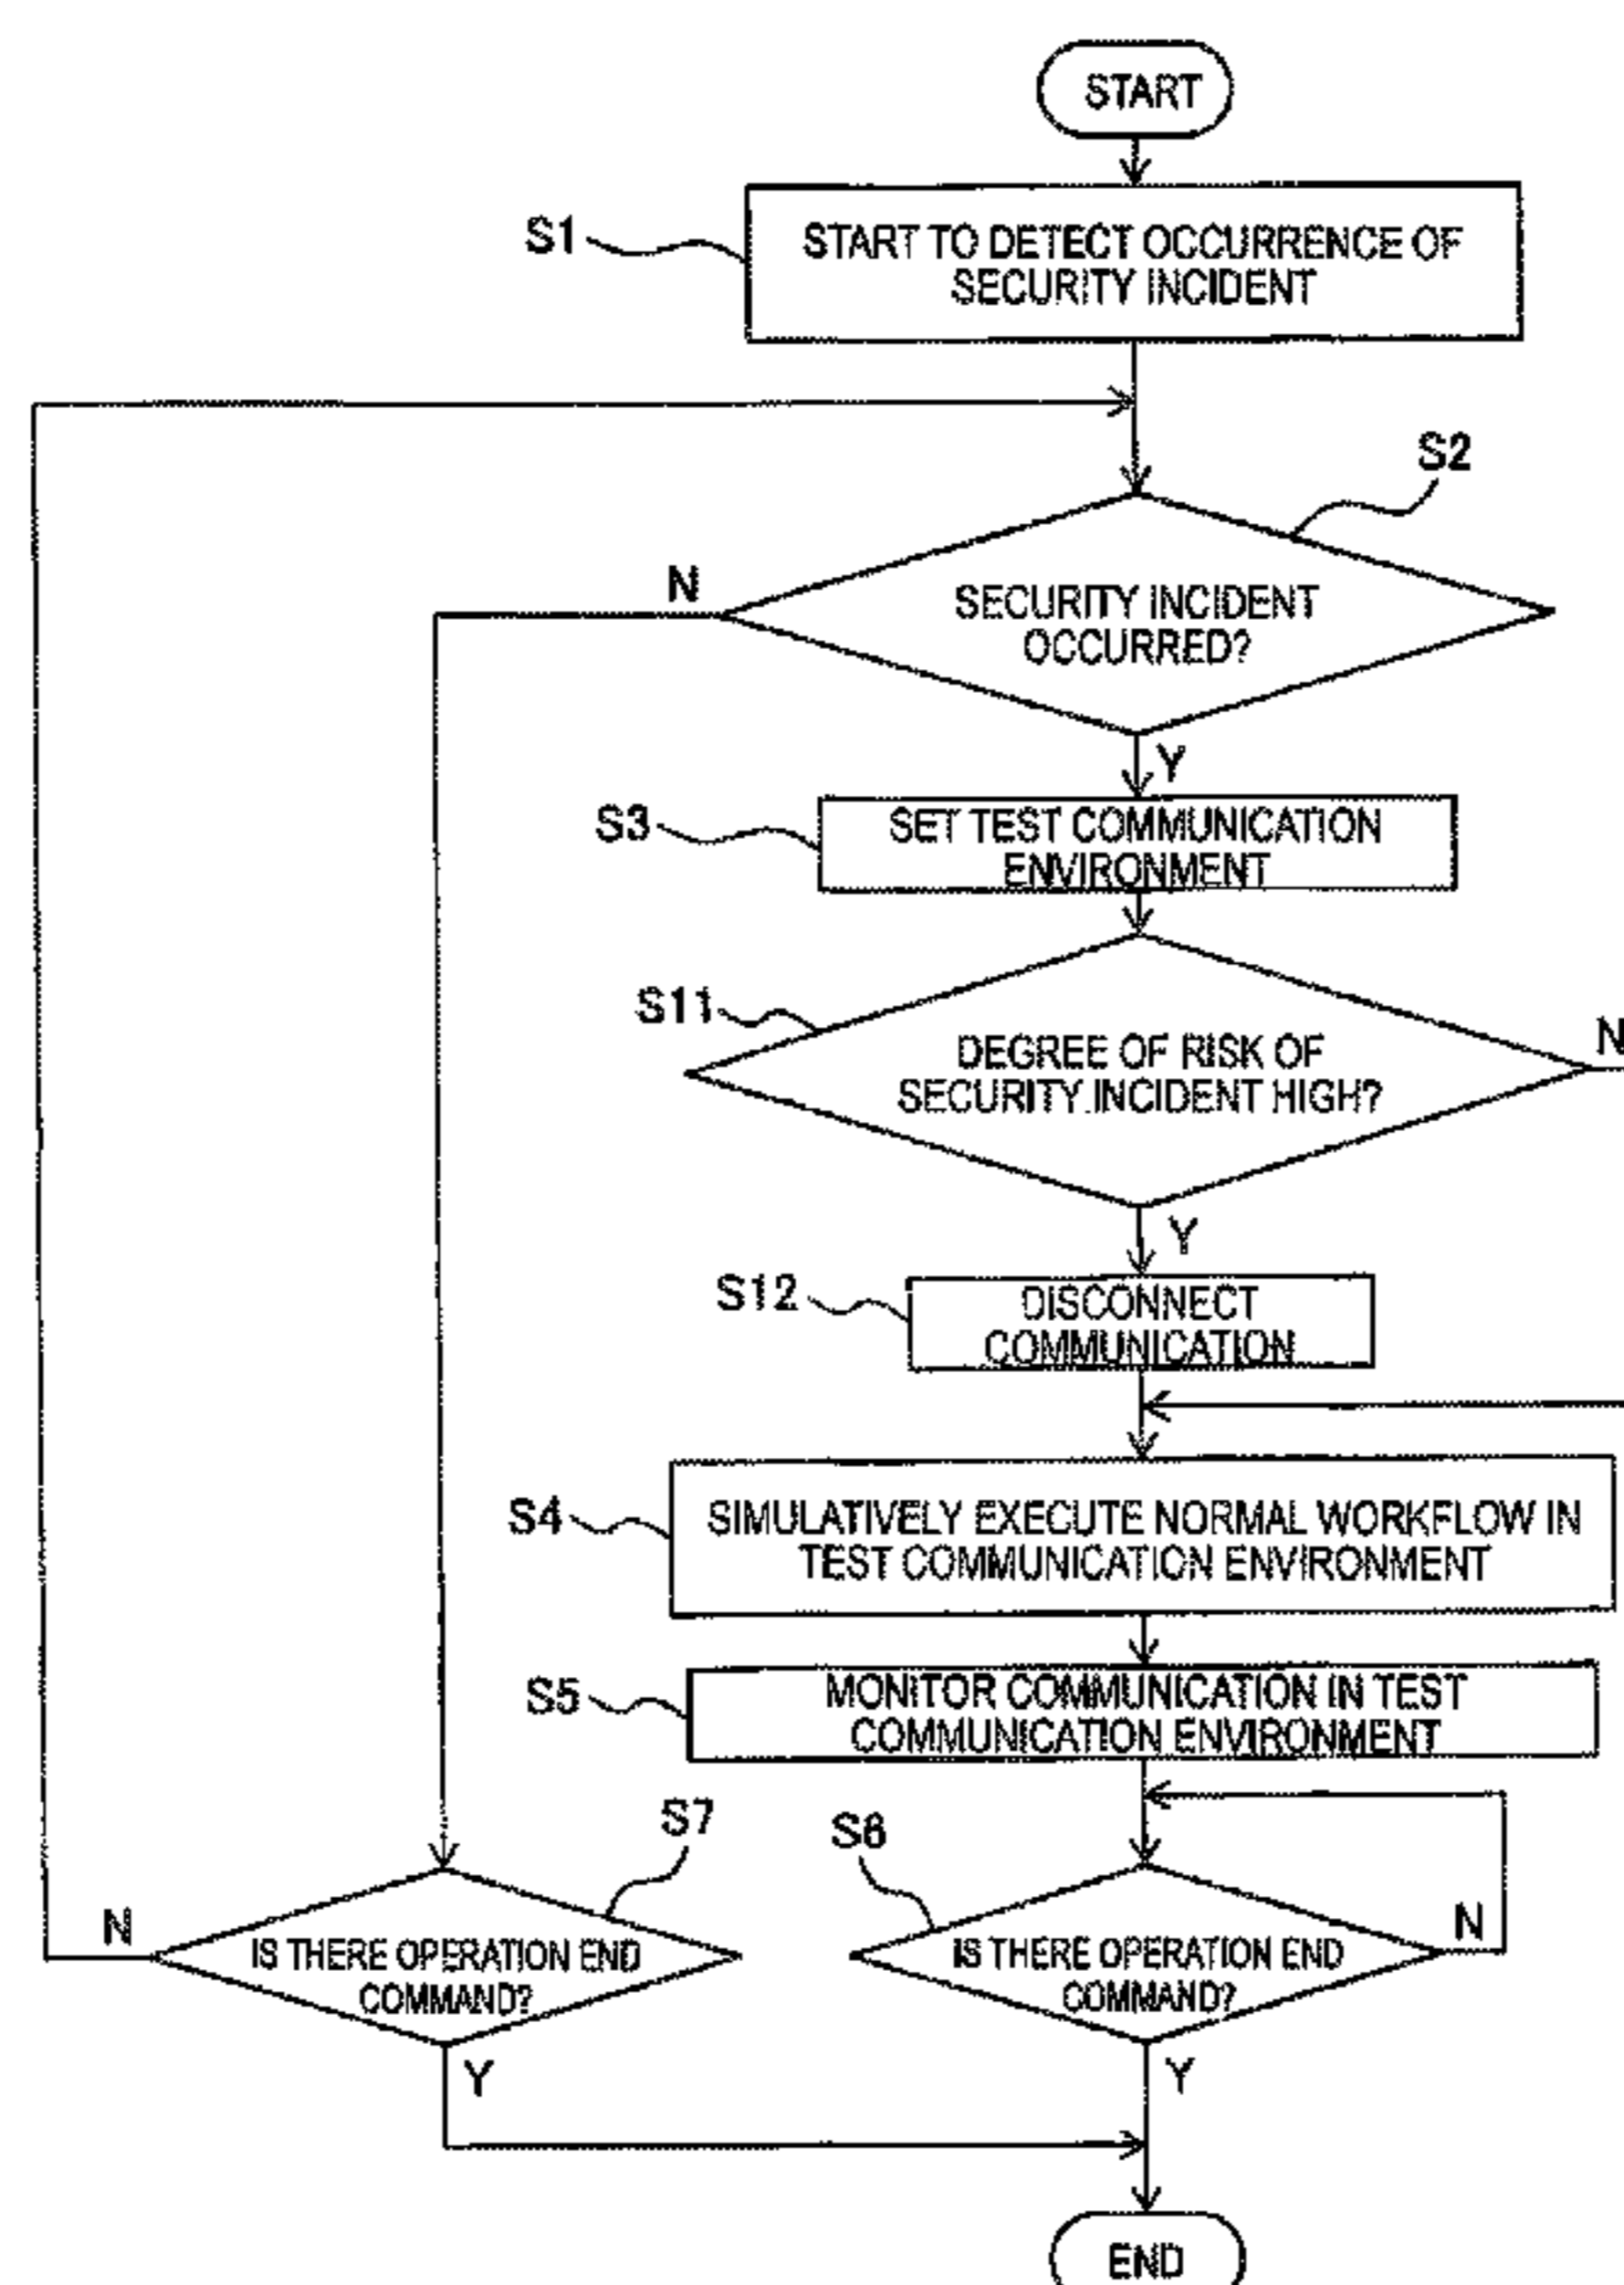 START
S1
START TO DETECT OCCURRENCE OF
SECURITY INCIDENT
S2
N
SECURITY INCIDENT
OCCURRED?
Y
S3
SET TEST COMMUNICATION
ENVIRONMENT
S11
N
DEGREE OF RISK OF
SECURITY INCIDENT HIGH?
Y
S12
DISCONNECT
COMMUNICATION
S4
SIMULATIVELY EXECUTE NORMAL WORKFLOW IN
TEST COMMUNICATION ENVIRONMENT
S5
MONITOR COMMUNICATION IN TEST
COMMUNICATION ENVIRONMENT
S7
N
IS THERE OPERATION END
COMMAND?
Y
S6
N
IS THERE OPERATION END
COMMAND?
Y
END